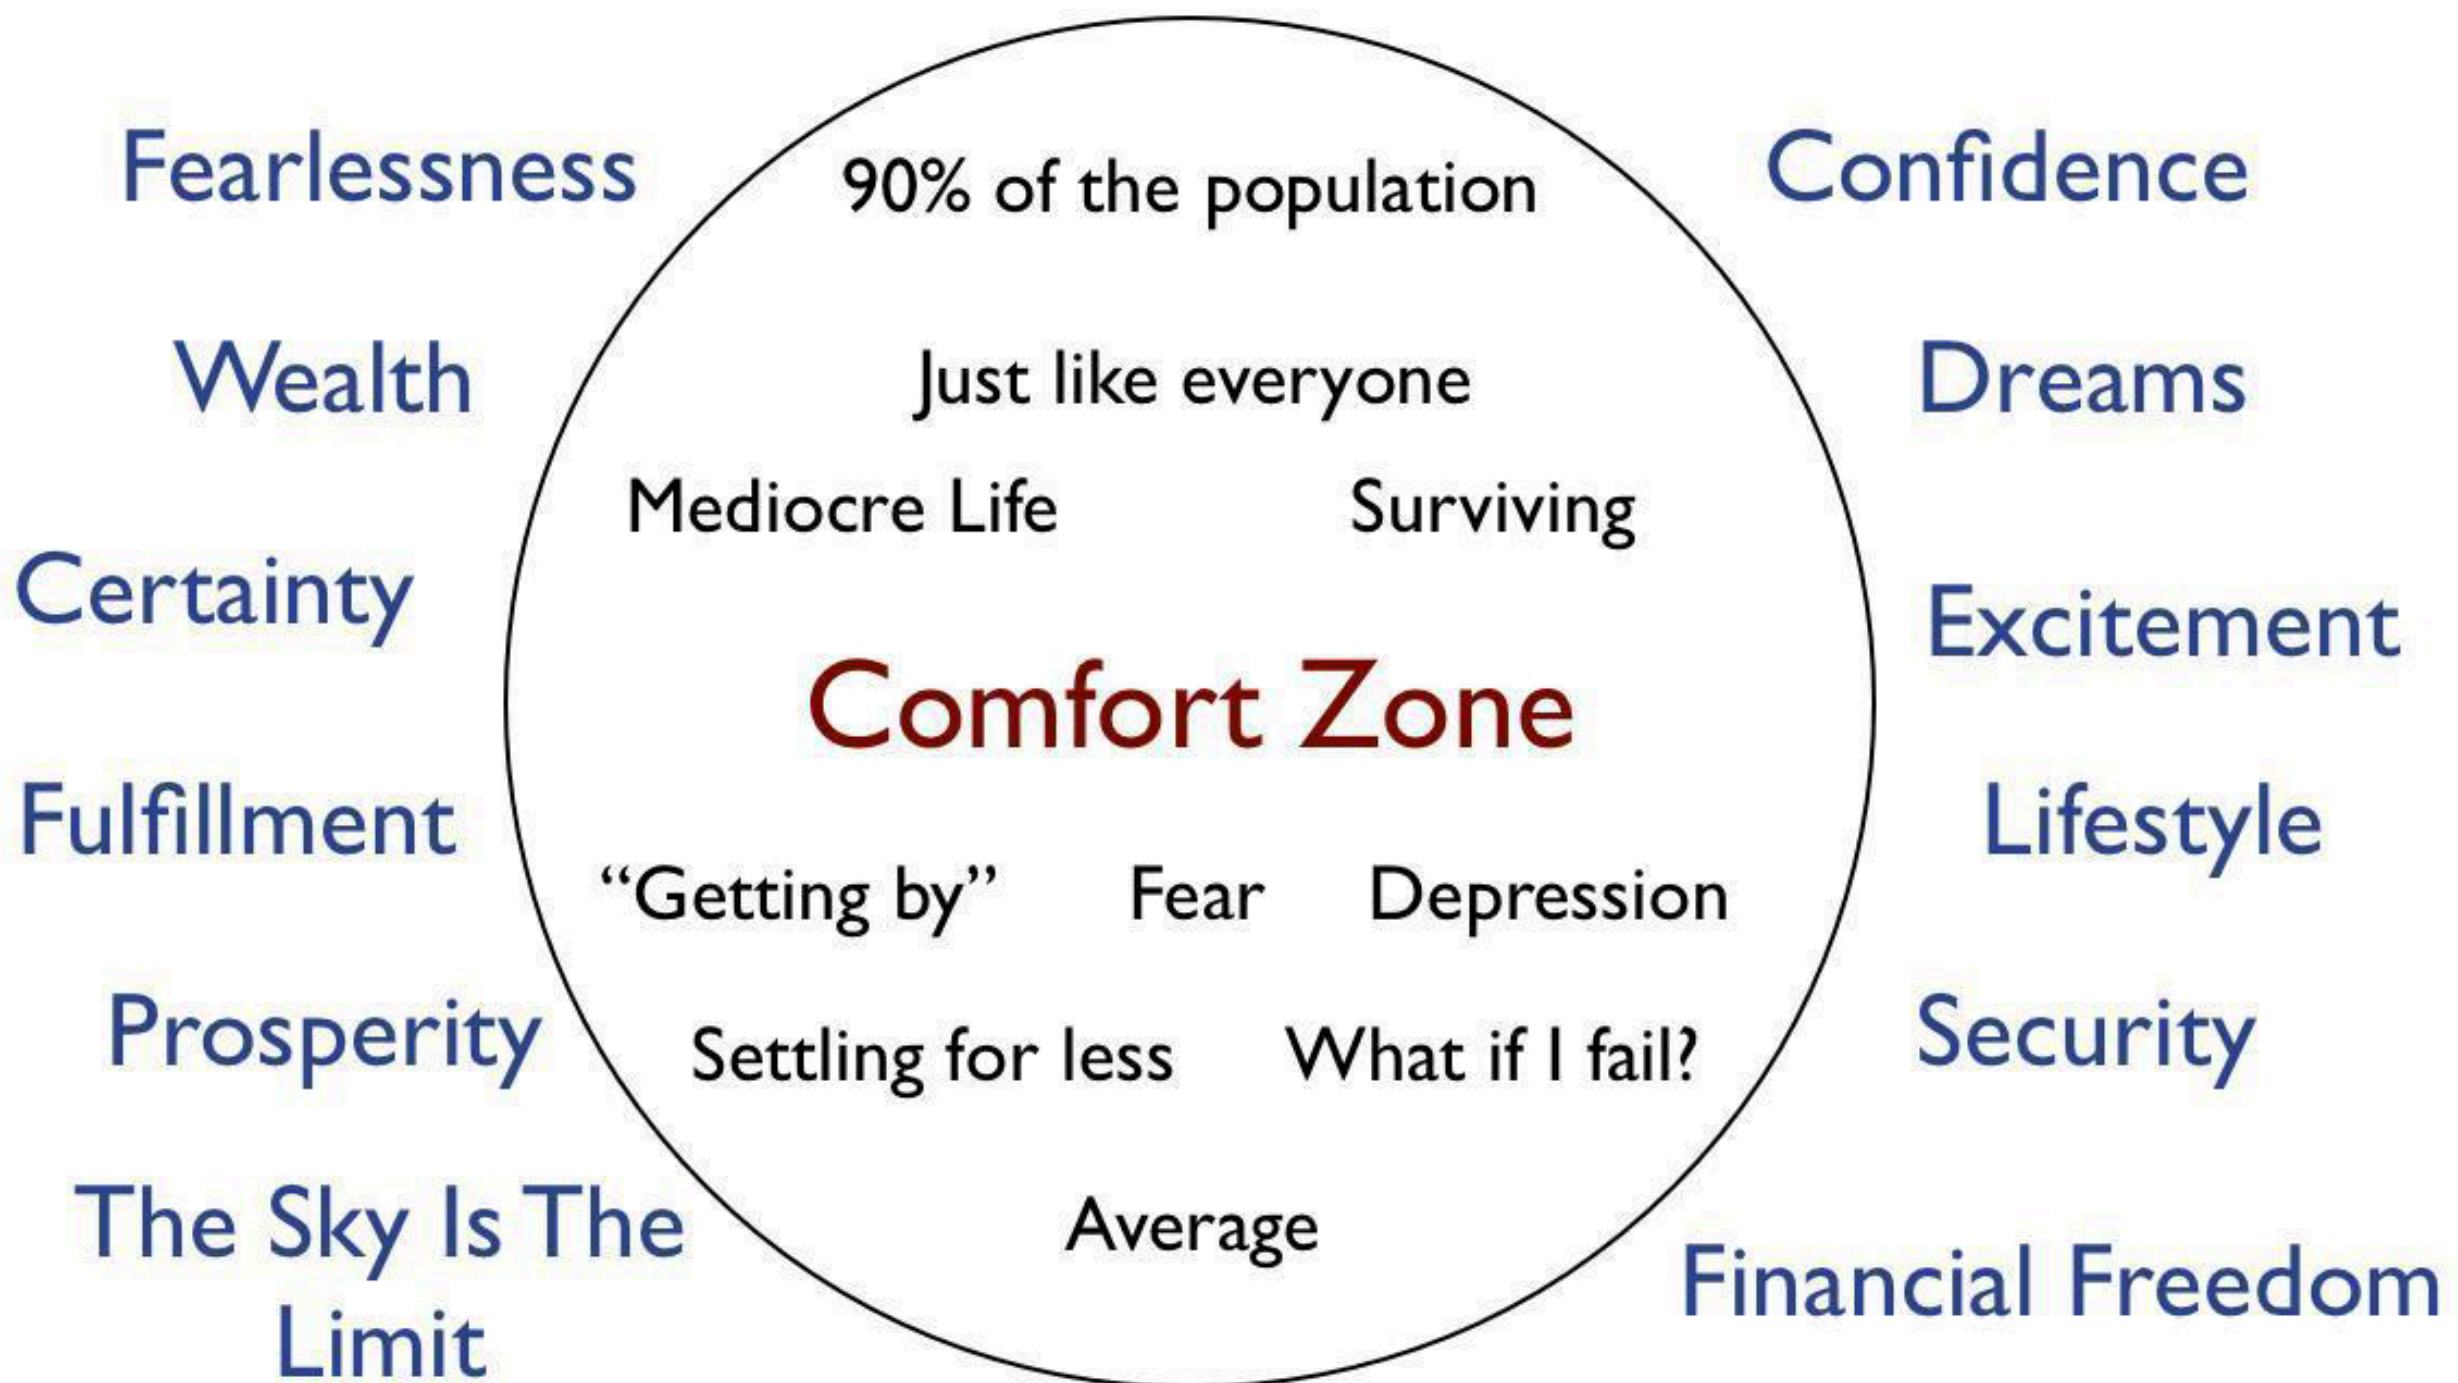 Fearlessness
90% of the population
Confidence
Wealth
Just like everyone
Dreams
Mediocre Life
Surviving
Certainty
Excitement
Comfort Zone
Fulfillment
Lifestyle
“Getting by”
Fear
Depression
Prosperity
Settling for less
What if I fail?
Security
The Sky Is The
Limit
Average
Financial Freedom